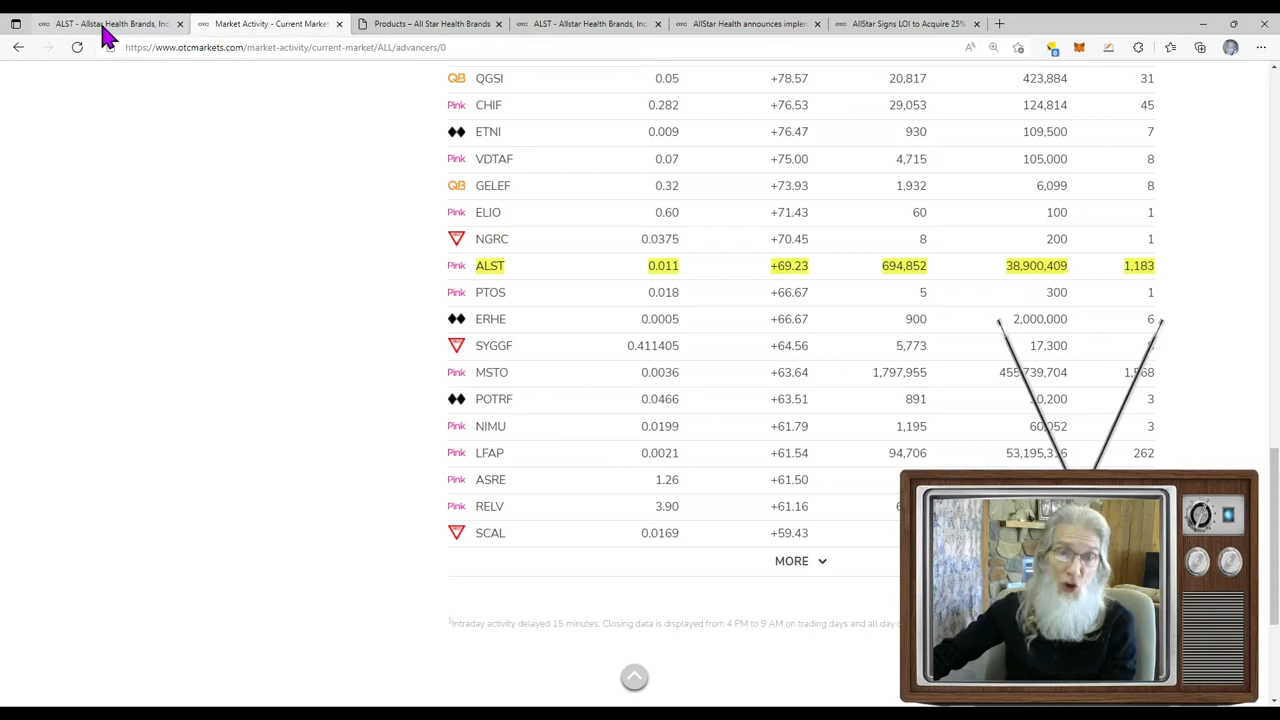 ALST - Allstar Health Brands, Inc.
Market Activity - Current Market
Products – All Star Health Brands
ALST - Allstar Health Brands, Inc.
AllStar Health announces implem
AllStar Signs LOI to Acquire 25%
https://www.otcmarkets.com/market-activity/current-market/ALL/advancers/0
QB QGSI 0.05 +78.57 20,817 423,884 31
Pink CHIF 0.282 +76.53 29,053 124,814 45
ETNI 0.009 +76.47 930 109,500 7
Pink VDTAF 0.07 +75.00 4,715 105,000 8
QB GELEF 0.32 +73.93 1,932 6,099 8
Pink ELIO 0.60 +71.43 60 100 1
NGRC 0.0375 +70.45 8 200 1
Pink ALST 0.011 +69.23 694,852 38,900,409 1,183
Pink PTOS 0.018 +66.67 5 300 1
ERHE 0.0005 +66.67 900 2,000,000 6
SYGGF 0.411405 +64.56 5,773 17,300
Pink MSTO 0.0036 +63.64 1,797,955 455,739,704 1,568
POTRF 0.0466 +63.51 891 3
Pink NIMU 0.0199 +61.79 1,195 60,052 3
Pink LFAP 0.0021 +61.54 94,706 53,195,316 262
Pink ASRE 1.26 +61.50
Pink RELV 3.90 +61.16
SCAL 0.0169 +59.43
MORE
1Intraday activity delayed 15 minutes. Closing data is displayed from 4 PM to 9 AM on trading days and all day